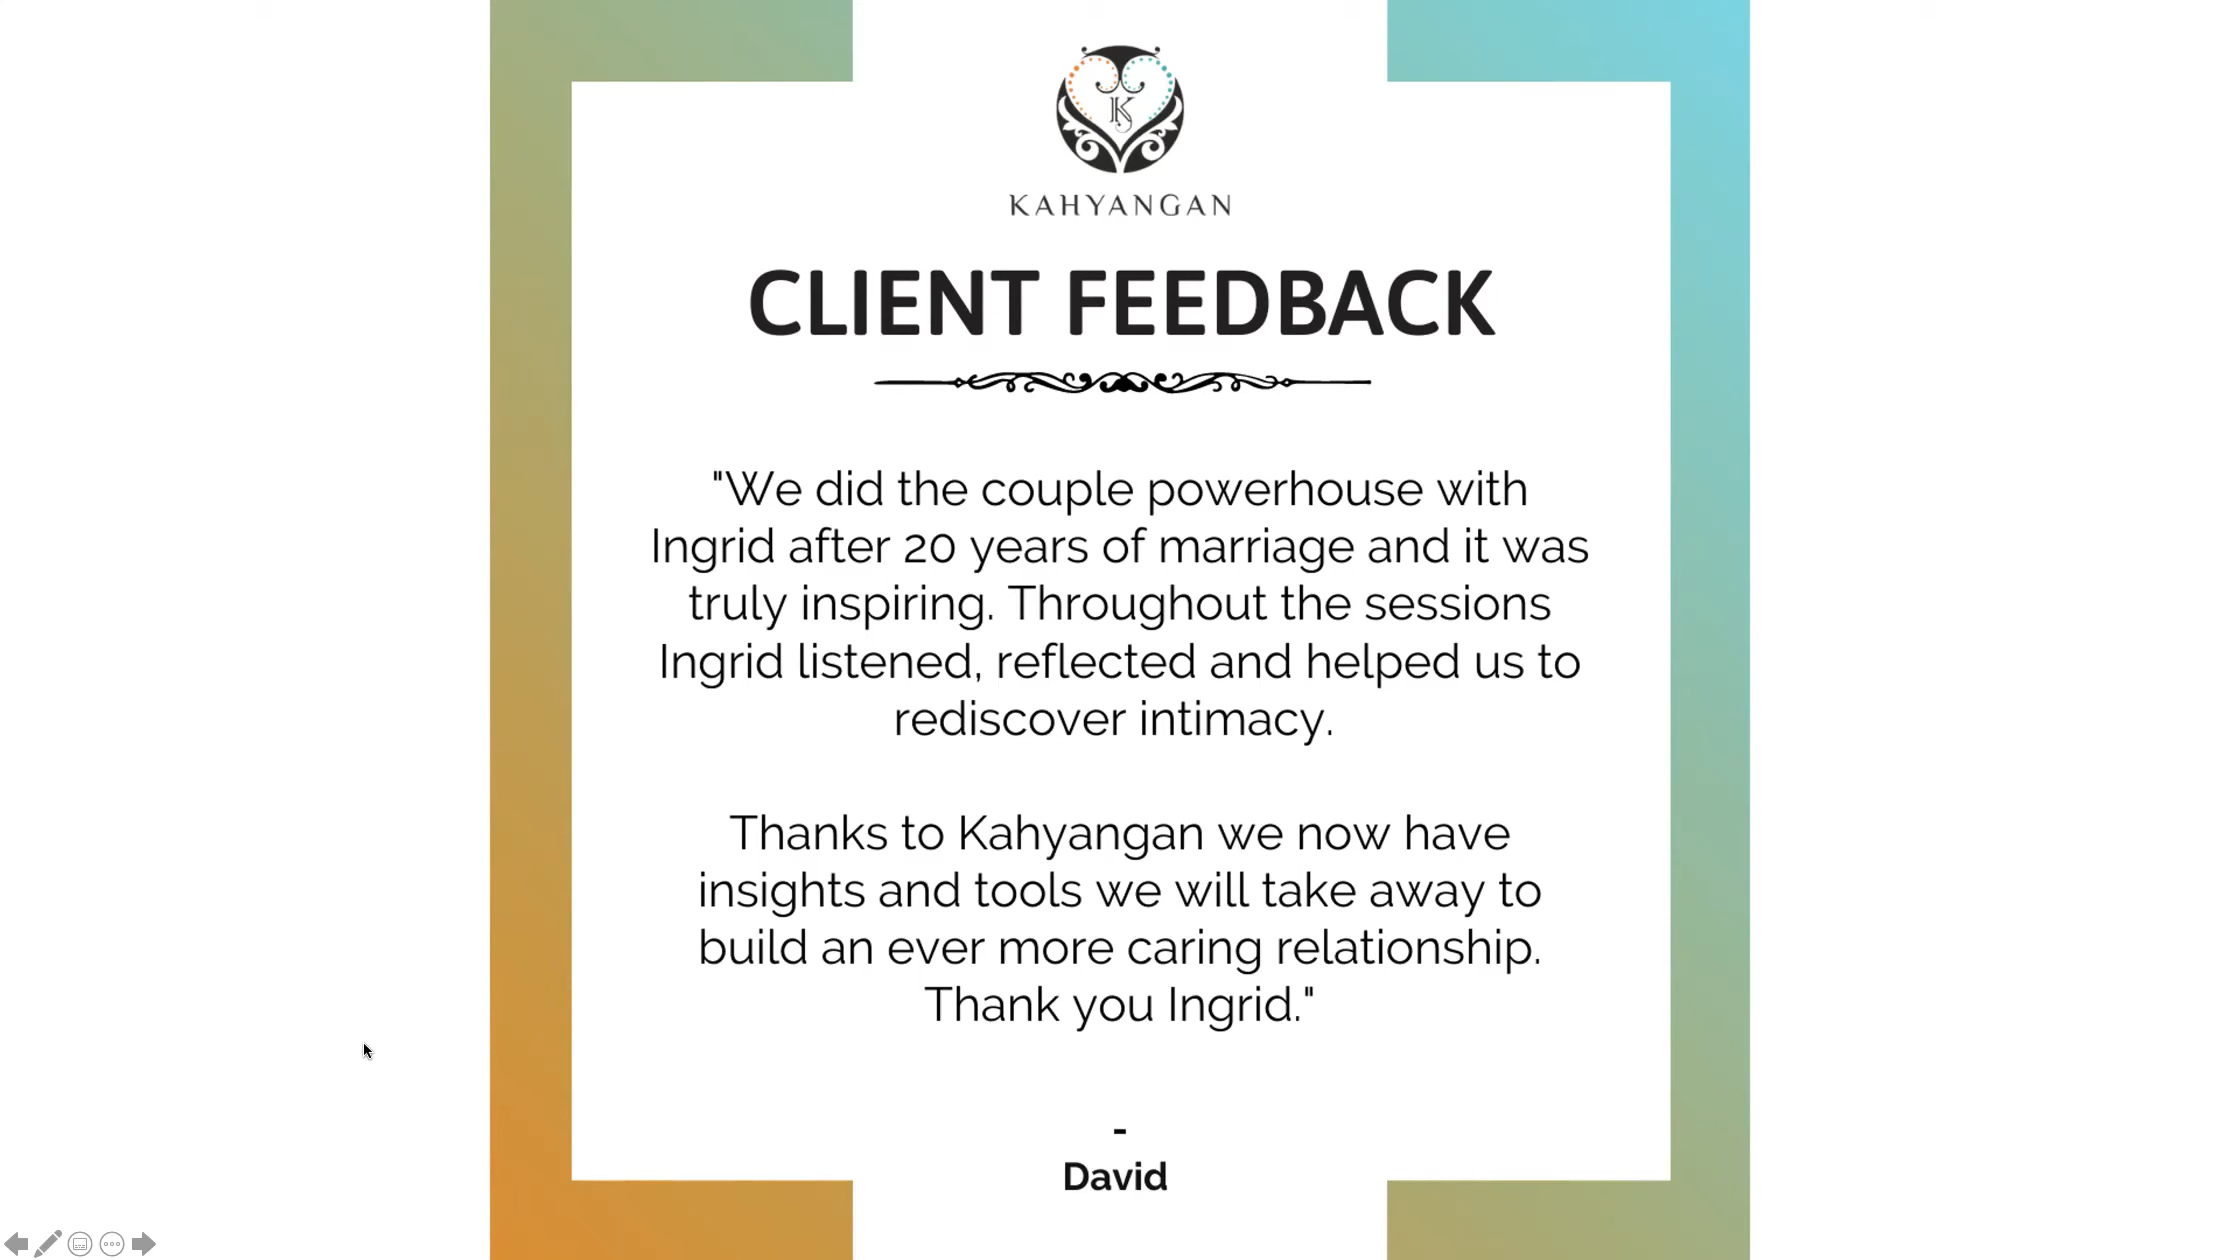 K
KAHYANGAN
CLIENT FEEDBACK
"We did the couple powerhouse with
Ingrid after 20 years of marriage and it was
truly inspiring. Throughout the sessions
Ingrid listened, reflected and helped us to
rediscover intimacy.
Thanks to Kahyangan we now have
insights and tools we will take away to
build an ever more caring relationship.
Thank you Ingrid."
-
David